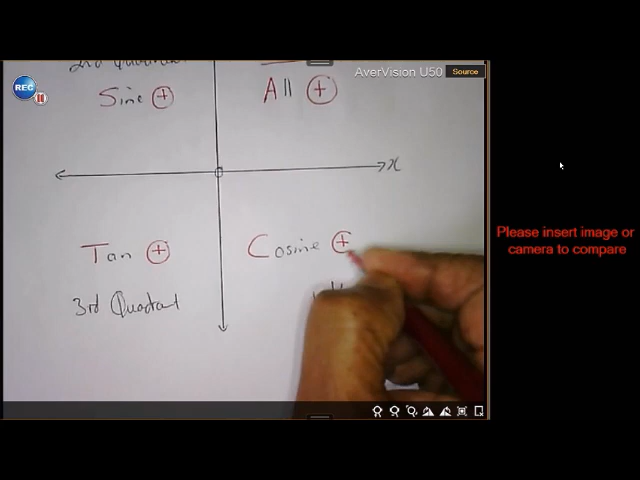 AverVision U50
Source
REC
Sine +
All +
x
Tan +
Cosine +
3rd Quadrant
Please insert image or
camera to compare